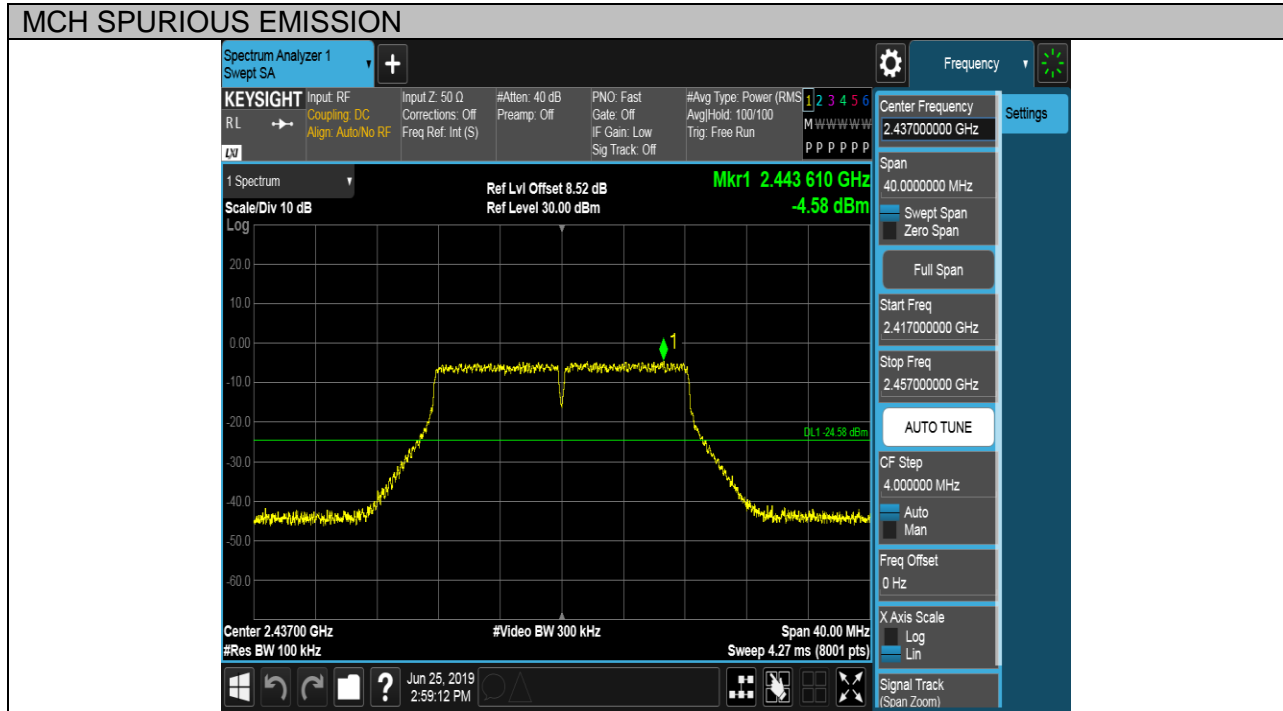 MCH SPURIOUS EMISSION
Spectrum Analyzer 1
Swept SA
+
Frequency
KEYSIGHT
RL
LXI
Input: RF
Coupling: DC
Align: Auto/No RF
Input Z: 50 Ω
Corrections: Off
Freq Ref: Int (S)
#Atten: 40 dB
Preamp: Off
PNO: Fast
Gate: Off
IF Gain: Low
Sig Track: Off
#Avg Type: Power (RMS
Avg|Hold: 100/100
Trig: Free Run
1 2 3 4 5 6
M W W W W W
P P P P P P
1 Spectrum
Scale/Div 10 dB
Ref Lvl Offset 8.52 dB
Ref Level 30.00 dBm
Mkr1 2.443 610 GHz
-4.58 dBm
Log
20.0
10.0
0.00
-10.0
-20.0
-30.0
-40.0
-50.0
-60.0
1
DL1 -24.58 dBm
Center 2.43700 GHz
#Res BW 100 kHz
#Video BW 300 kHz
Span 40.00 MHz
Sweep 4.27 ms (8001 pts)
?
Jun 25, 2019
2:59:12 PM
Center Frequency
2.437000000 GHz
Settings
Span
40.0000000 MHz
Swept Span
Zero Span
Full Span
Start Freq
2.417000000 GHz
Stop Freq
2.457000000 GHz
AUTO TUNE
CF Step
4.000000 MHz
Auto
Man
Freq Offset
0 Hz
X Axis Scale
Log
Lin
Signal Track
(Span Zoom)